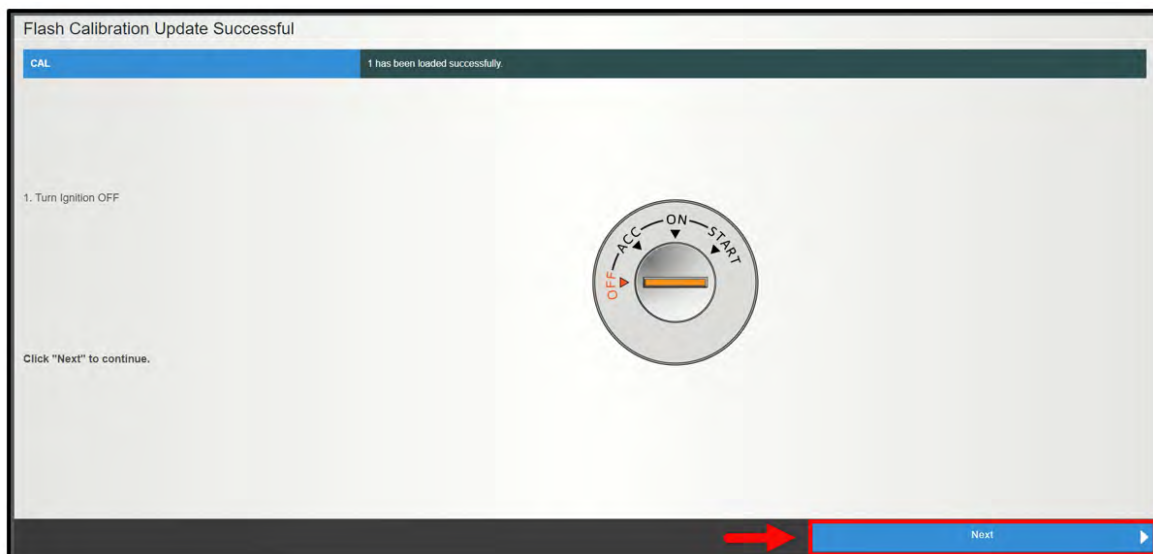 Flash Calibration Update Successful
CAL
1 has been loaded successfully.
1. Turn Ignition OFF
OFF
ACC
ON
START
Click "Next" to continue.
Next